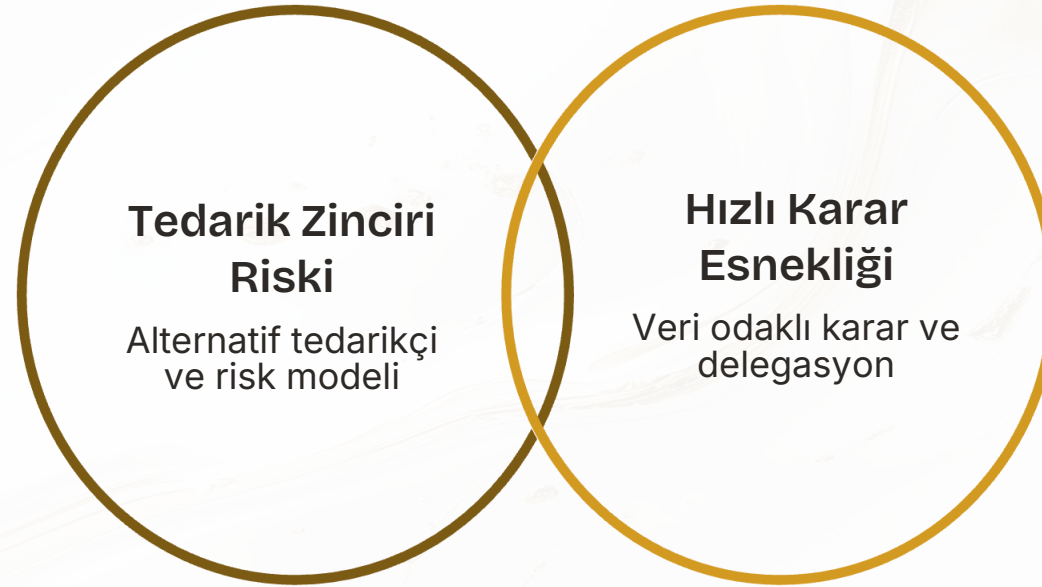 Tedarik Zinciri
Riski
Alternatif tedarikçi
ve risk modeli
Hızlı Karar
Esnekliği
Veri odaklı karar ve
delegasyon